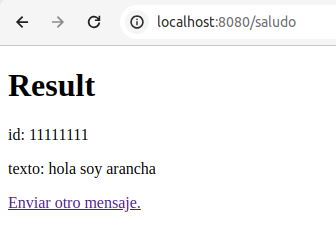 localhost:8080/saludo
Result
id: 11111111
texto: hola soy arancha
Enviar otro mensaje.